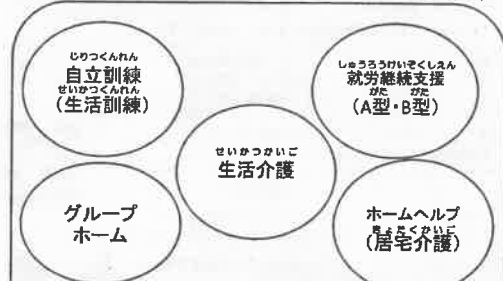 じりつくんれん
自立訓練
せいかつくんれん
（生活訓練）
しゅうろうけいぞくしえん
就労継続支援
がた がた
（A型・B型）
せいかつかいご
生活介護
グループ
ホーム
ホームヘルプ
きょたくかいご
（居宅介護）